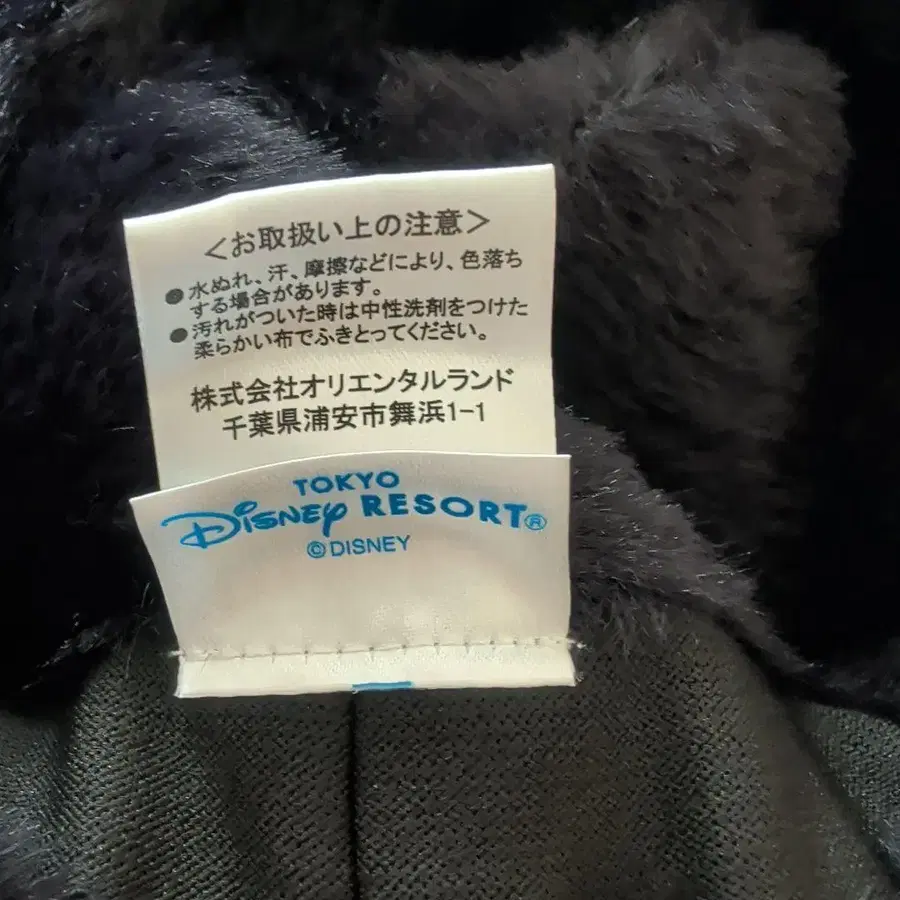 ＜お取扱い上の注意＞
●水ぬれ、汗、摩擦などにより、色落ち
する場合があります。
●汚れがついた時は中性洗剤をつけた
柔らかい布でふきとってください。
株式会社オリエンタルランド
千葉県浦安市舞浜1-1
TOKYO
Disney RESORT®
©DISNEY